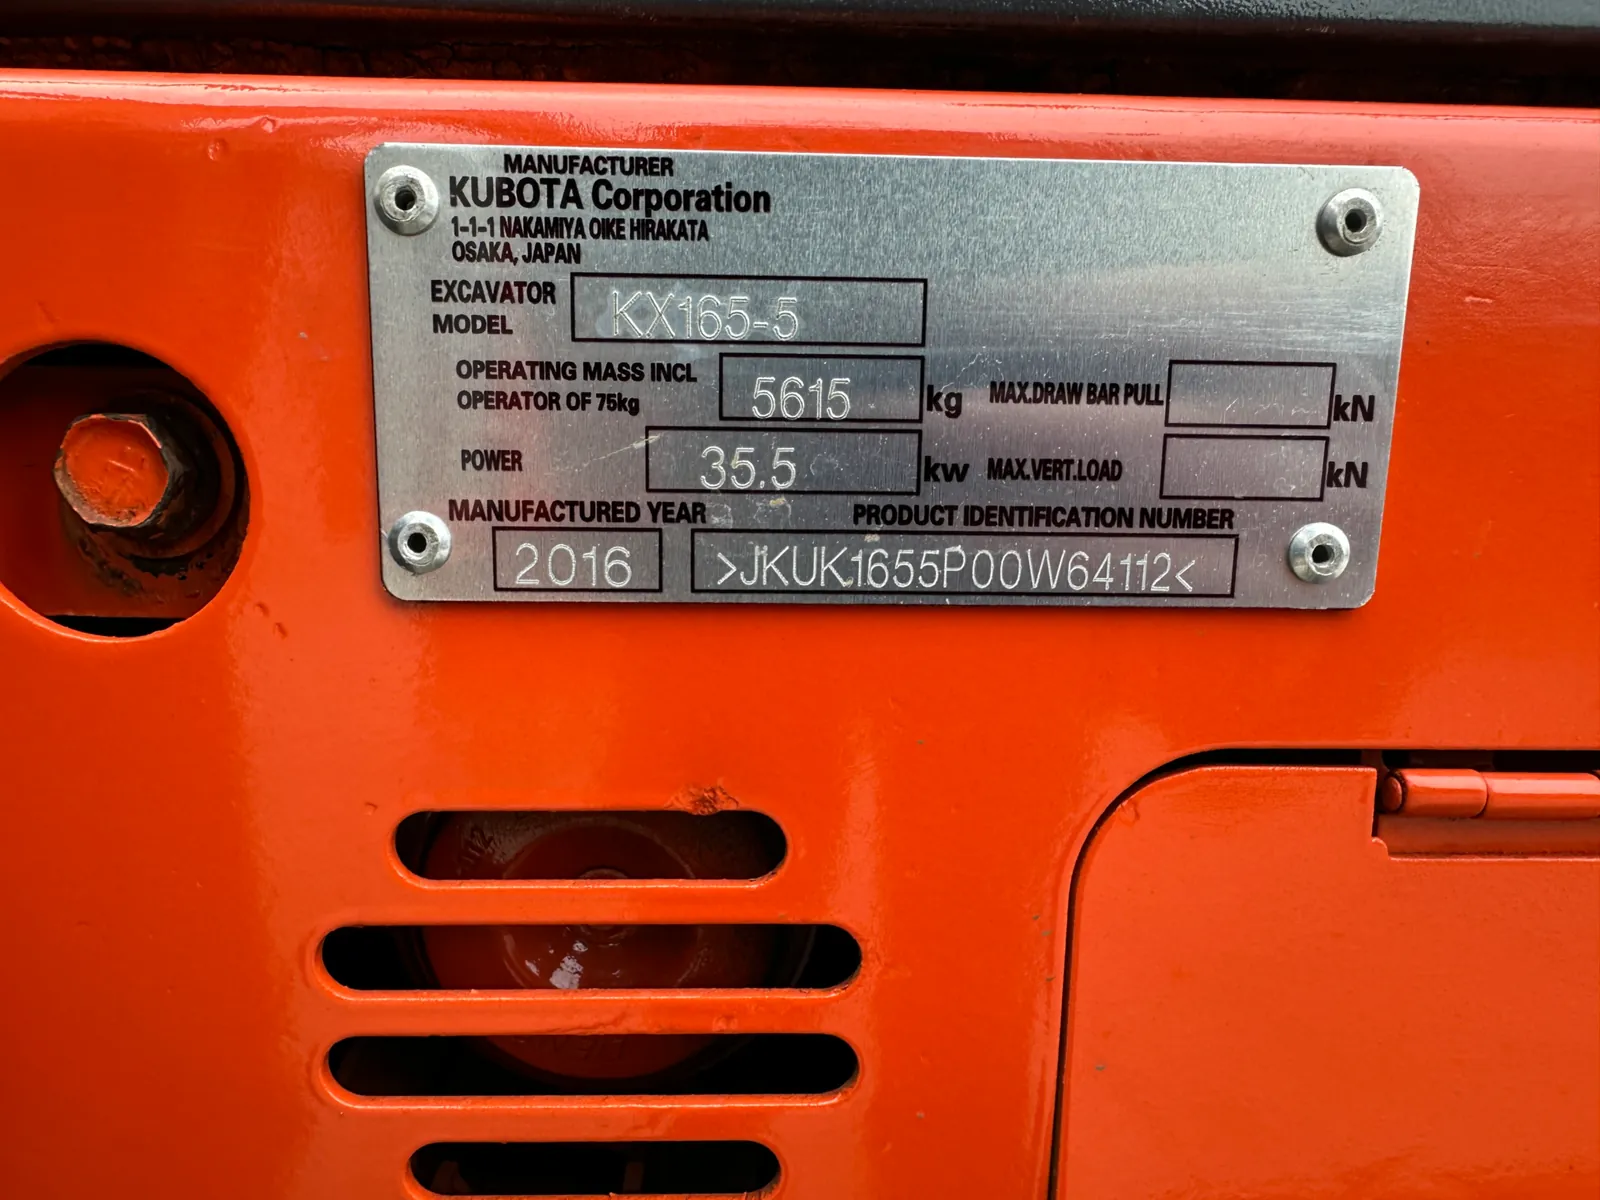 MANUFACTURER
KUBOTA Corporation
1-1-1 NAKAMIYA OIKE HIRAKATA
OSAKA, JAPAN
EXCAVATOR
MODEL
KX165-5
OPERATING MASS INCL
OPERATOR OF 75kg
5615 kg
MAX.DRAW BAR PULL
kN
POWER
35.5 kw
MAX.VERT.LOAD
kN
MANUFACTURED YEAR
2016
PRODUCT IDENTIFICATION NUMBER
>JKUK1655P00W64112<